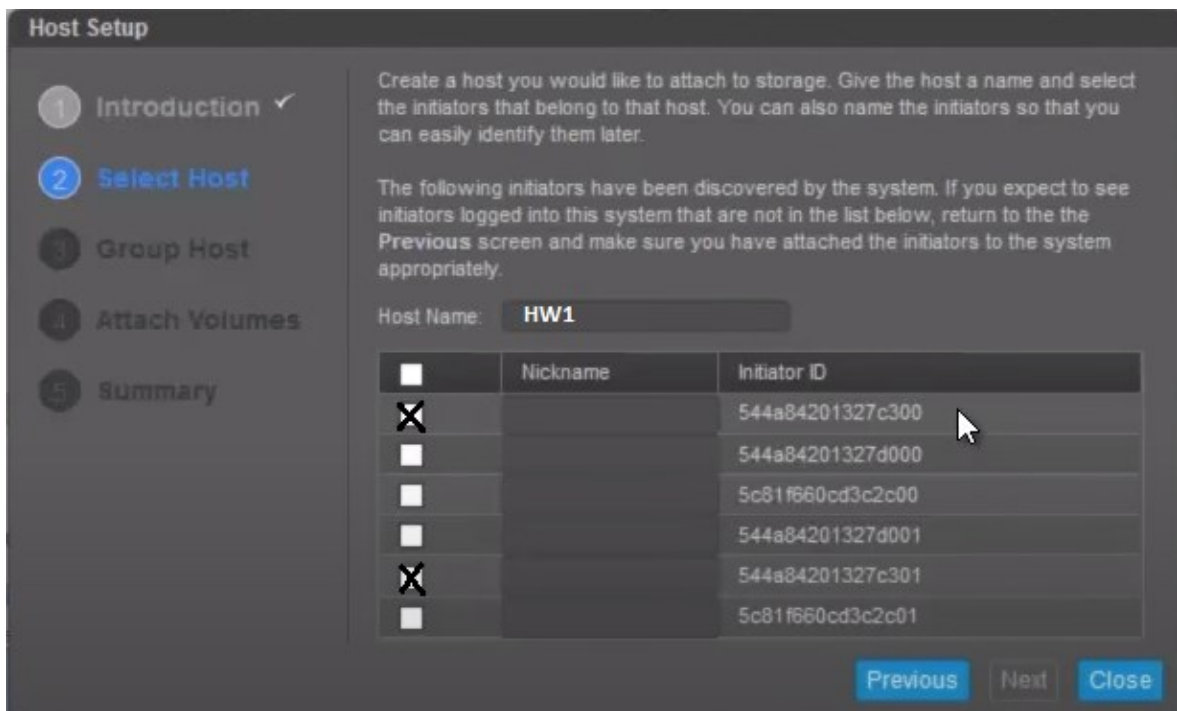 Host Setup
1 Introduction ✓
2 Select Host
3 Group Host
4 Attach Volumes
5 Summary
Create a host you would like to attach to storage. Give the host a name and select
the initiators that belong to that host. You can also name the initiators so that you
can easily identify them later.
The following initiators have been discovered by the system. If you expect to see
initiators logged into this system that are not in the list below, return to the the
Previous screen and make sure you have attached the initiators to the system
appropriately.
Host Name: HW1
Nickname Initiator ID
544a84201327c300
544a84201327d000
5c81f660cd3c2c00
544a84201327d001
544a84201327c301
5c81f660cd3c2c01
Previous Next Close